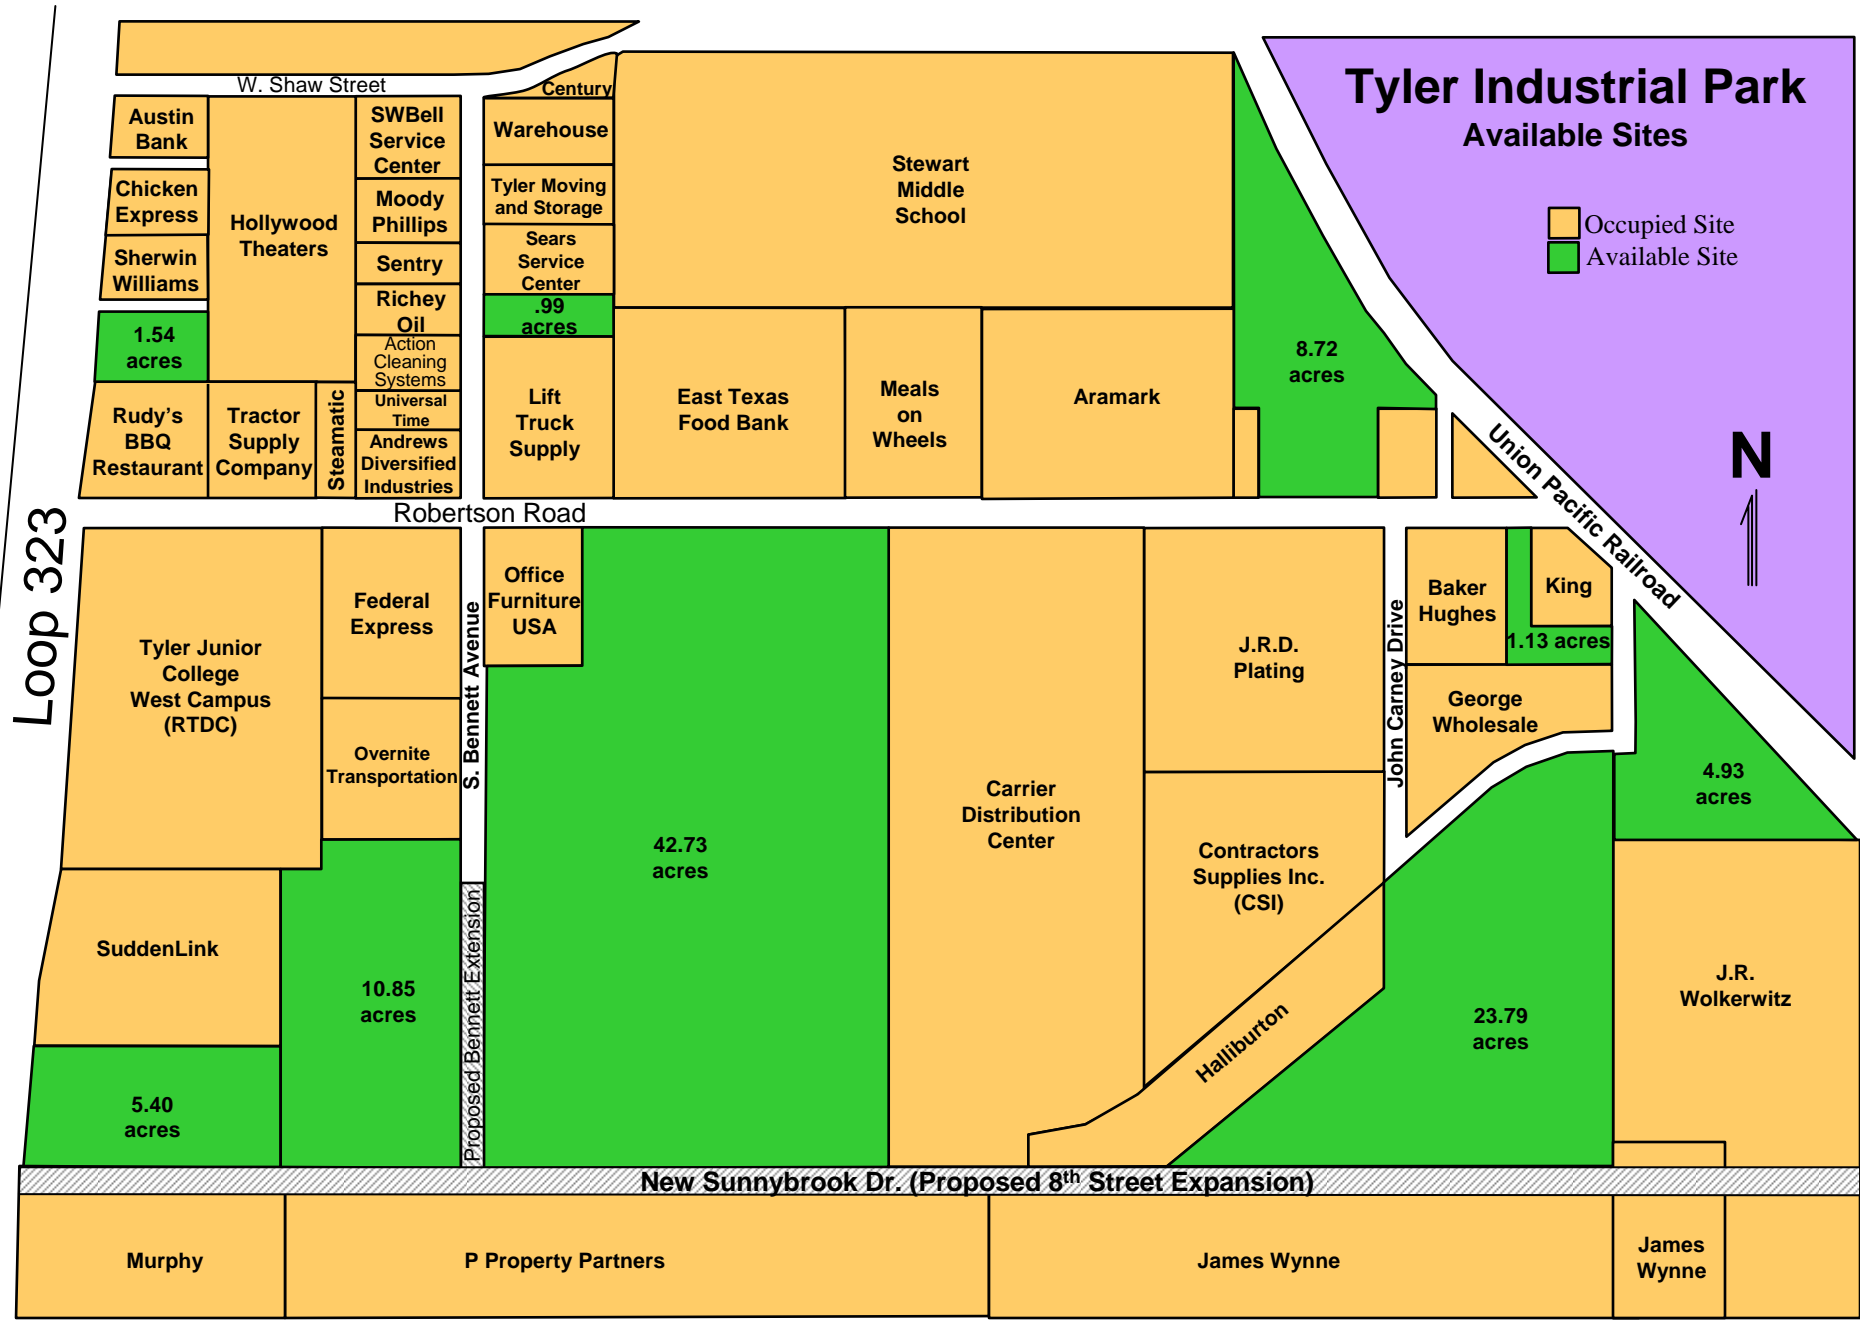 Tyler Industrial Park
Available Sites
Occupied Site
Available Site
N
Union Pacific Railroad
Loop 323
W. Shaw Street
Austin
Bank
Chicken
Express
Sherwin
Williams
1.54
acres
Rudy’s
BBQ
Restaurant
Hollywood
Theaters
Tractor
Supply
Company
Steamatic
SWBell
Service
Center
Moody
Phillips
Sentry
Richey
Oil
Action
Cleaning
Systems
Universal
Time
Andrews
Diversified
Industries
Century
Warehouse
Tyler Moving
and Storage
Sears
Service
Center
.99
acres
Lift
Truck
Supply
Stewart
Middle
School
East Texas
Food Bank
Meals
on
Wheels
Aramark
8.72
acres
Robertson Road
Tyler Junior
College
West Campus
(RTDC)
Federal
Express
Overnite
Transportation
S. Bennett Avenue
Office
Furniture
USA
42.73
acres
Carrier
Distribution
Center
J.R.D.
Plating
Contractors
Supplies Inc.
(CSI)
John Carney Drive
Baker
Hughes
King
1.13 acres
George
Wholesale
4.93
acres
SuddenLink
10.85
acres
Proposed Bennett Extension
5.40
acres
Halliburton
23.79
acres
J.R.
Wolkerwitz
New Sunnybrook Dr. (Proposed 8th Street Expansion)
Murphy
P Property Partners
James Wynne
James
Wynne